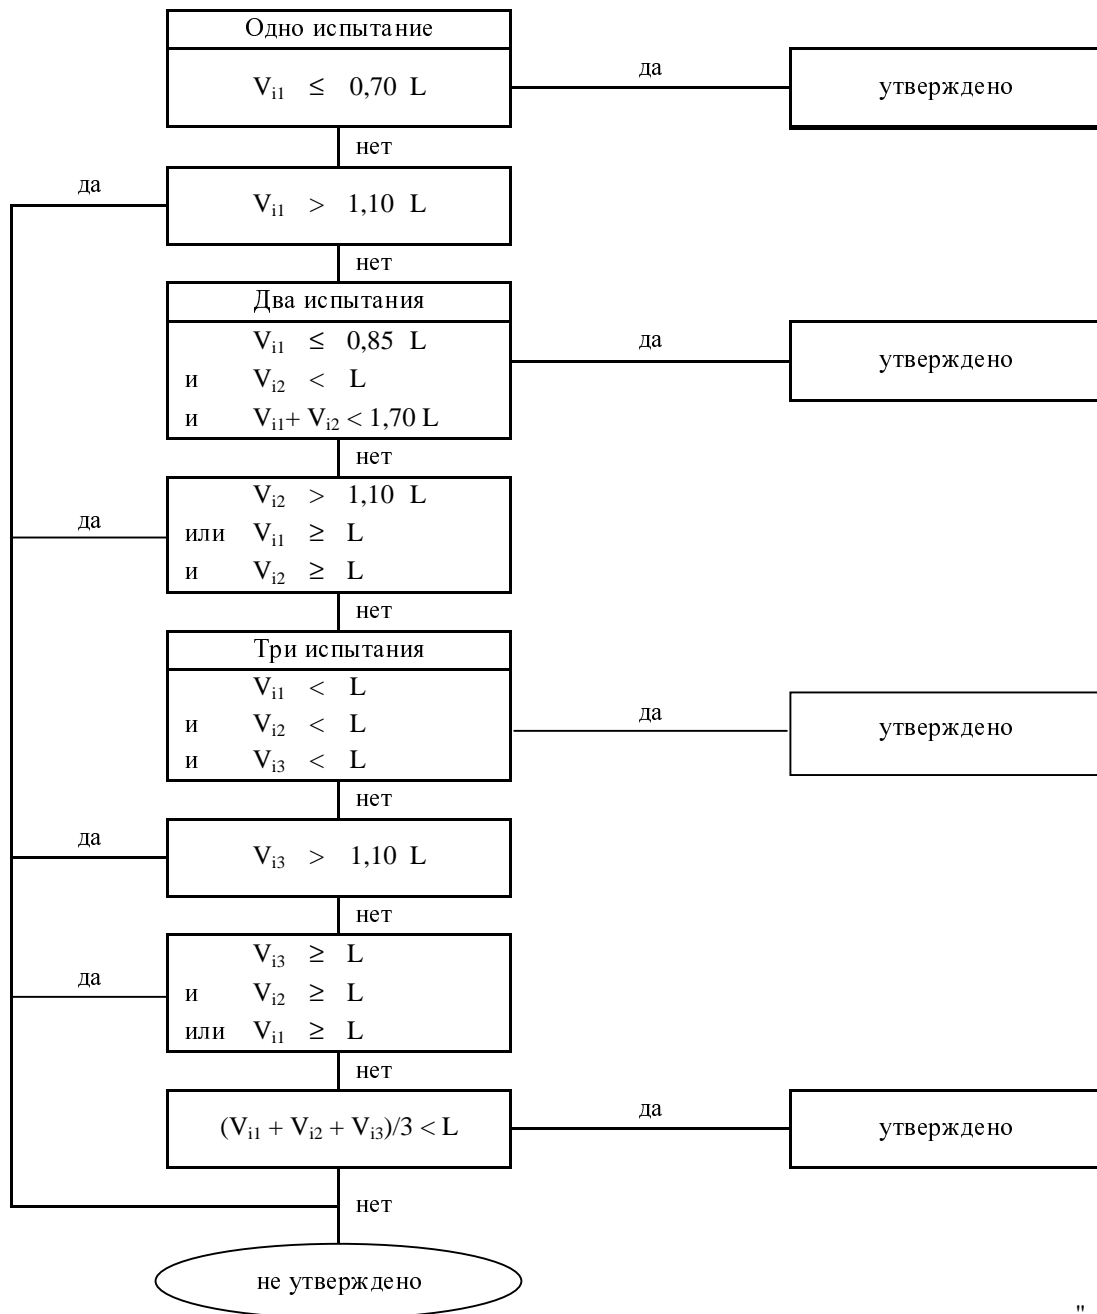 Одно испытание
V_i1 ≤ 0,70 L
да
утверждено
нет
да
V_i1 > 1,10 L
нет
Два испытания
V_i1 ≤ 0,85 L
и V_i2 < L
и V_i1 + V_i2 < 1,70 L
да
утверждено
нет
да
V_i2 > 1,10 L
или V_i1 ≥ L
и V_i2 ≥ L
нет
Три испытания
V_i1 < L
и V_i2 < L
и V_i3 < L
да
утверждено
нет
да
V_i3 > 1,10 L
нет
да
V_i3 ≥ L
и V_i2 ≥ L
или V_i1 ≥ L
нет
(V_i1 + V_i2 + V_i3)/3 < L
да
утверждено
нет
не утверждено
"